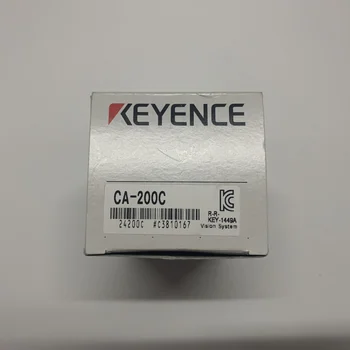 KEYENCE
CA-200C
24200C #C3810167
R-R-
KEY-1449A
Vision System